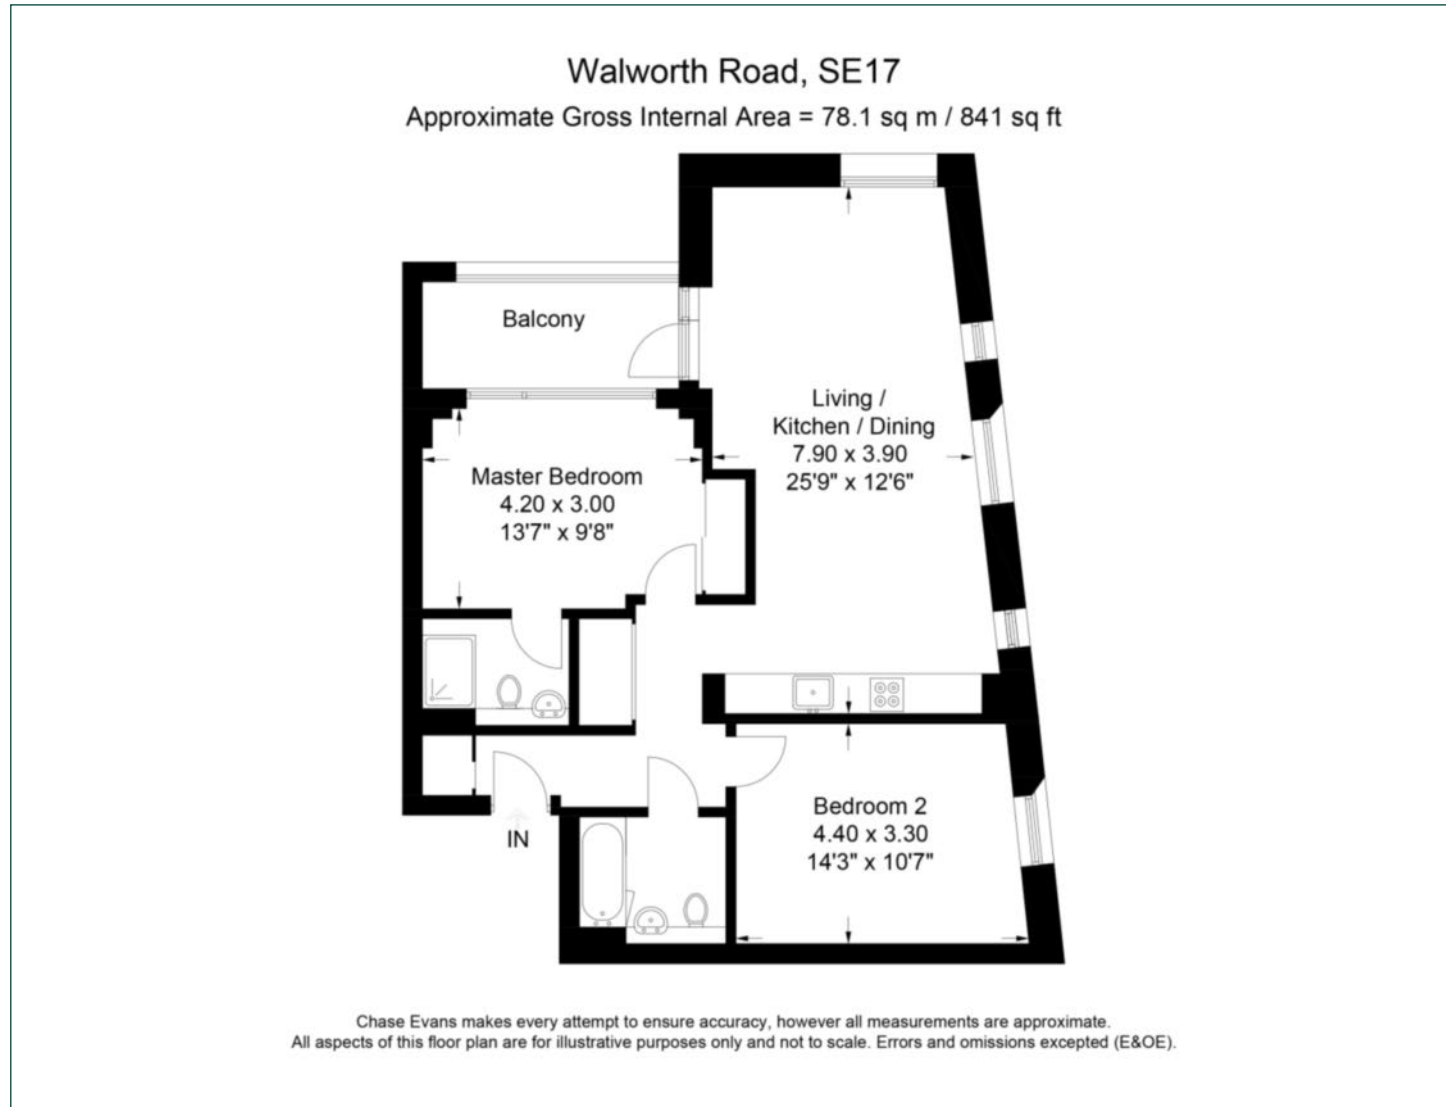 Walworth Road, SE17
Approximate Gross Internal Area = 78.1 sq m / 841 sq ft
Balcony
Living /
Kitchen / Dining
7.90 x 3.90
25'9" x 12'6"
Master Bedroom
4.20 x 3.00
13'7" x 9'8"
Bedroom 2
4.40 x 3.30
14'3" x 10'7"
IN
Chase Evans makes every attempt to ensure accuracy, however all measurements are approximate.
All aspects of this floor plan are for illustrative purposes only and not to scale. Errors and omissions excepted (E&OE).